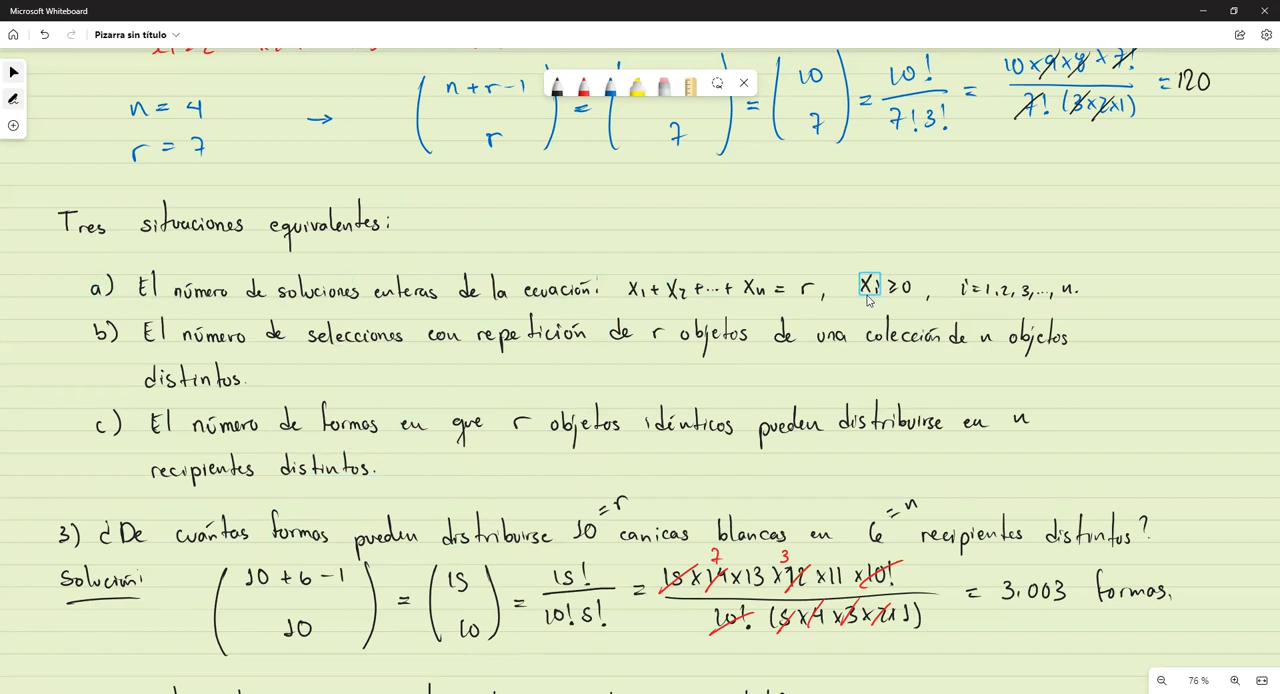 Microsoft Whiteboard
Pizarra sin título
n = 4
r = 7
→ (n+r-1 r) = ( 7) = (10 7) = 10!/7!3! = 10×9×8×7!/7!(3×2×1) = 120
Tres situaciones equivalentes:
a) El número de soluciones enteras de la ecuación: x₁ + x₂ + ... + xₙ = r, xᵢ ≥ 0, i = 1, 2, 3, ..., n.
b) El número de selecciones con repetición de r objetos de una colección de n objetos
distintos.
c) El número de formas en que r objetos idénticos pueden distribuirse en n
recipientes distintos.
= r = n
3) ¿De cuántas formas pueden distribuirse 10 canicas blancas en 6 recipientes distintos?
7 3
Solución: (10+6-1 10) = (15 10) = 15!/10!5! = 15×14×13×12×11×10!/10!(5×4×3×2×1) = 3.003 formas.
76 %